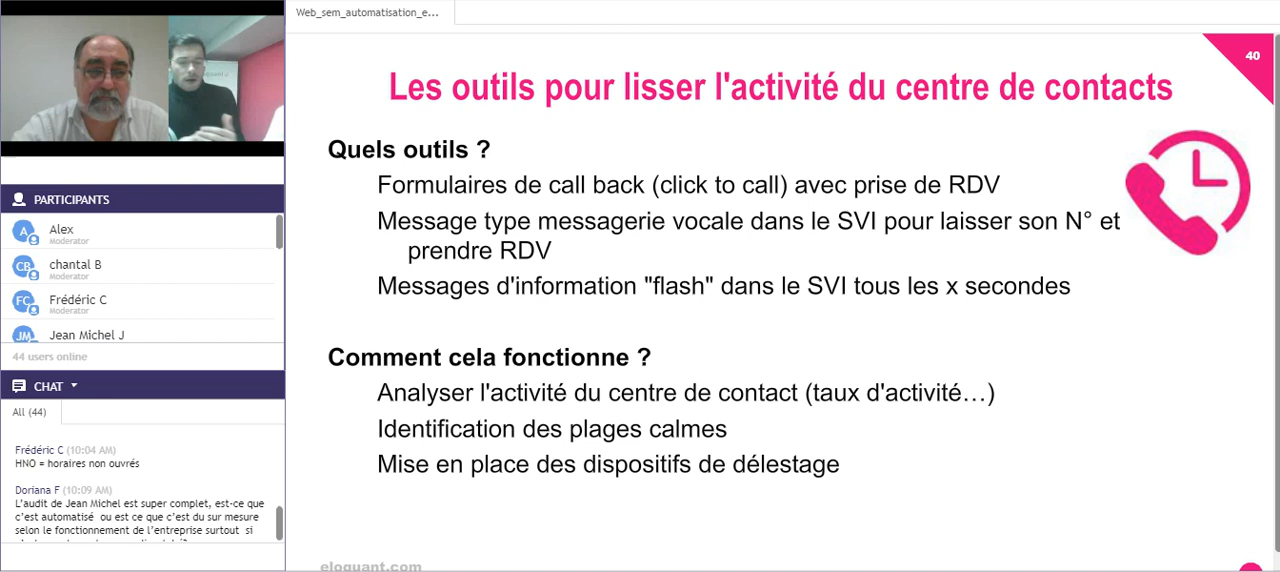 Web_sem_automatisation_e...
40
Les outils pour lisser l'activité du centre de contacts
Quels outils ?
Formulaires de call back (click to call) avec prise de RDV
Message type messagerie vocale dans le SVI pour laisser son N° et
prendre RDV
Messages d'information "flash" dans le SVI tous les x secondes
Comment cela fonctionne ?
Analyser l'activité du centre de contact (taux d'activité…)
Identification des plages calmes
Mise en place des dispositifs de délestage
eloquant.com
PARTICIPANTS
A
Alex
Moderator
CB
chantal B
Moderator
FC
Frédéric C
Moderator
JM
Jean Michel J
44 users online
CHAT
All (44)
Frédéric C (10:04 AM)
HNO = horaires non ouvrés
Doriana F (10:09 AM)
L'audit de Jean Michel est super complet, est-ce que
c'est automatisé ou est ce que c'est du sur mesure
selon le fonctionnement de l'entreprise surtout si